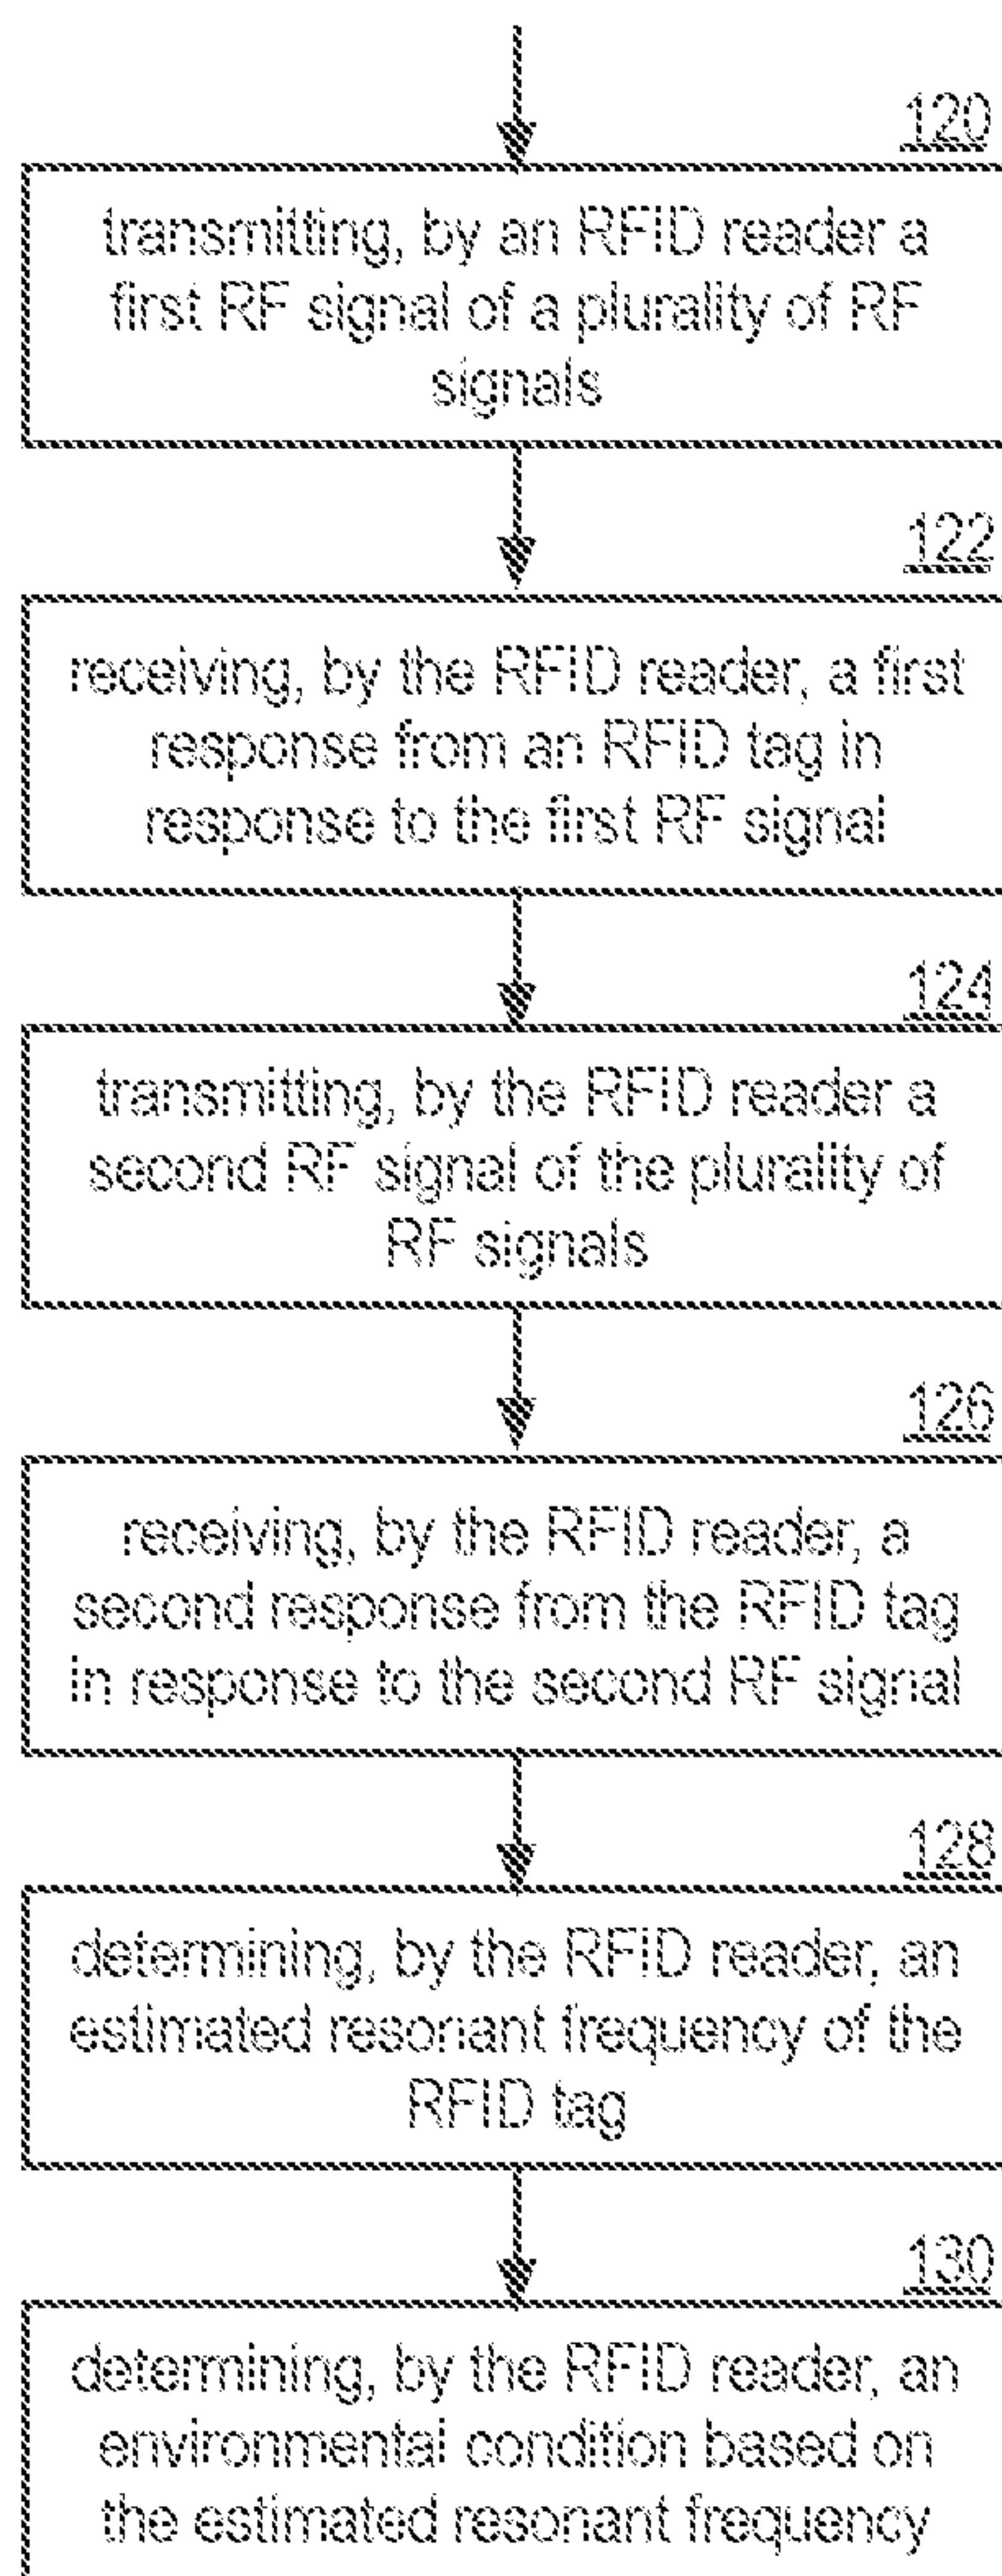 120
transmitting, by an RFID reader a
first RF signal of a plurality of RF
signals
122
receiving, by the RFID reader, a first
response from an RFID tag in
response to the first RF signal
124
transmitting, by the RFID reader a
second RF signal of the plurality of
RF signals
126
receiving, by the RFID reader, a
second response from the RFID tag
in response to the second RF signal
128
determining, by the RFID reader, an
estimated resonant frequency of the
RFID tag
130
determining, by the RFID reader, an
environmental condition based on
the estimated resonant frequency